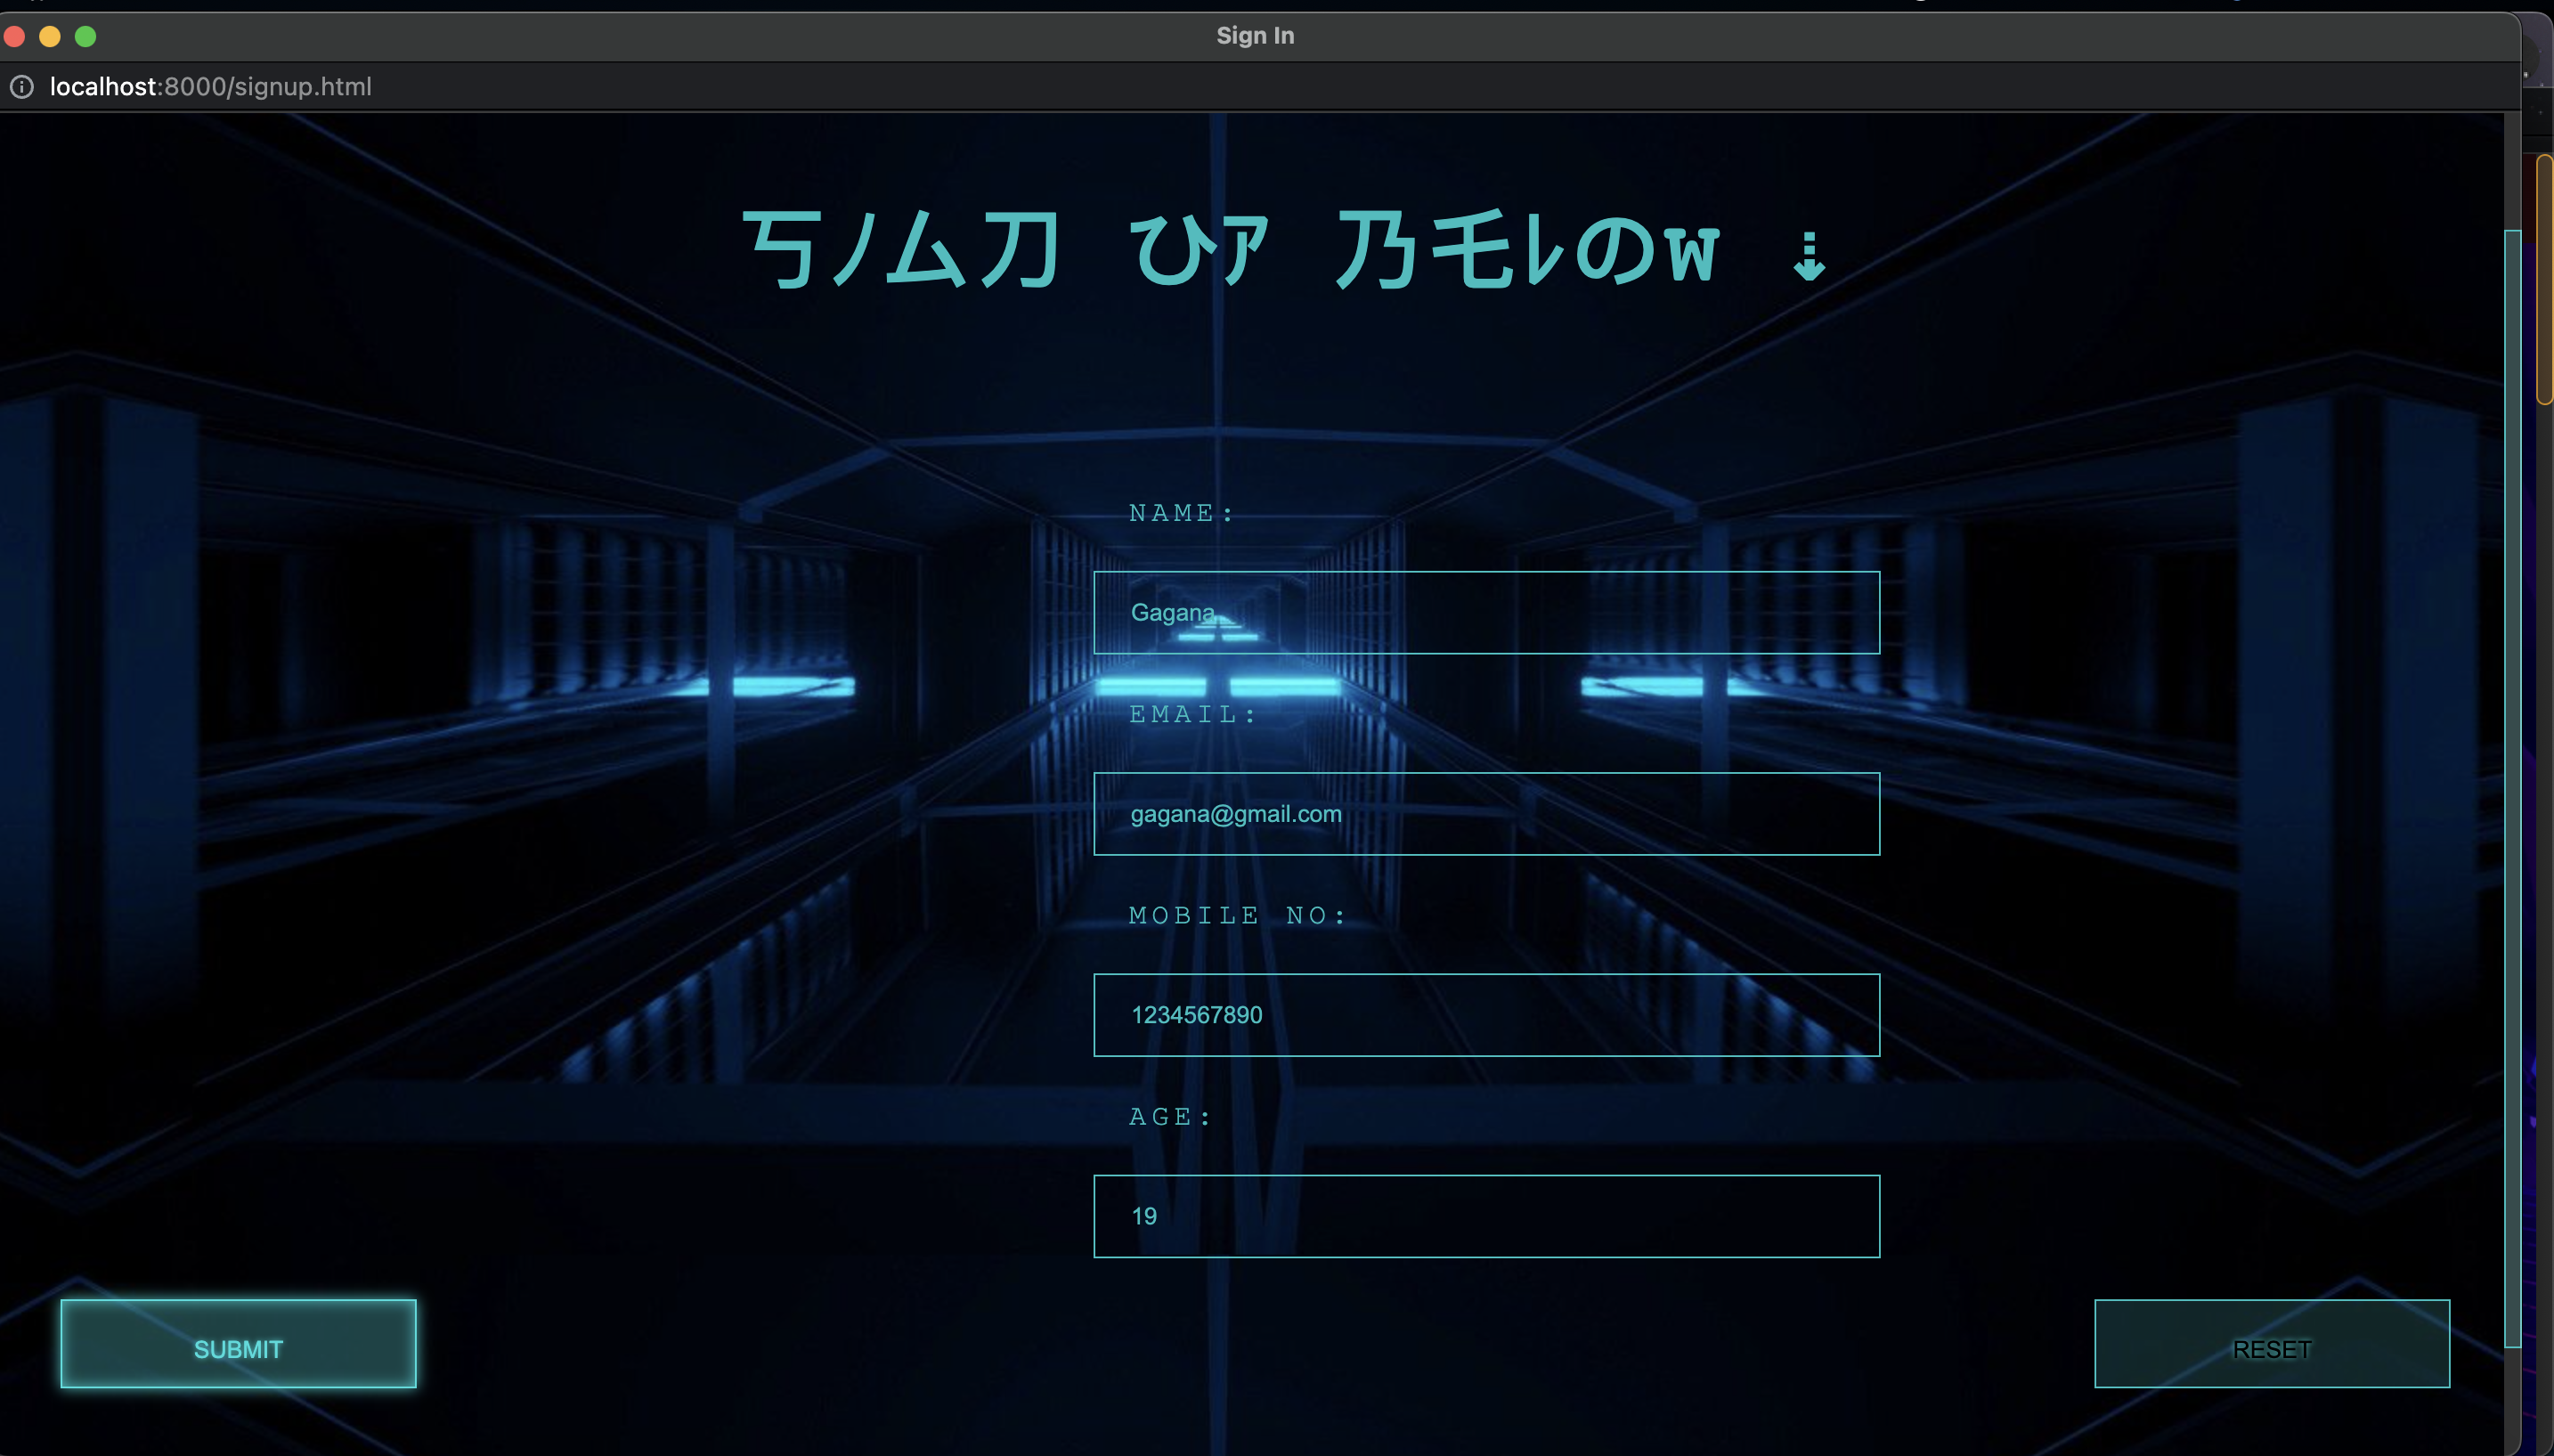 Sign In
localhost:8000/signup.html
丂ﾉム刀 ひｱ 乃乇ﾚのW ⇣
NAME:
Gagana
EMAIL:
gagana@gmail.com
MOBILE NO:
1234567890
AGE:
19
SUBMIT
RESET